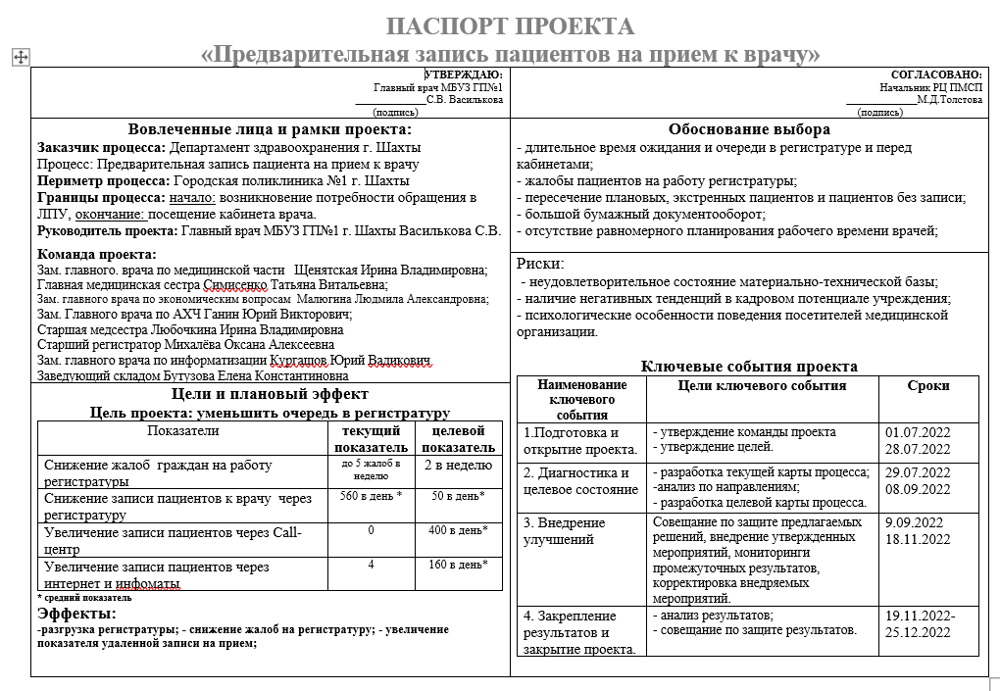 ПАСПОРТ ПРОЕКТА
«Предварительная запись пациентов на прием к врачу»
УТВЕРЖДАЮ:
Главный врач МБУЗ ГП№1
_____________С.В. Василькова
(подпись)
СОГЛАСОВАНО:
Начальник РЦ ПМСП
_____________М.Д.Толстова
(подпись)
Вовлеченные лица и рамки проекта:
Заказчик процесса: Департамент здравоохранения г. Шахты
Процесс: Предварительная запись пациента на прием к врачу
Периметр процесса: Городская поликлиника №1 г. Шахты
Границы процесса: начало: возникновение потребности обращения в
ЛПУ, окончание: посещение кабинета врача.
Руководитель проекта: Главный врач МБУЗ ГП№1 г. Шахты Василькова С.В.
Команда проекта:
Зам. главного. врача по медицинской части Щенятская Ирина Владимировна;
Главная медицинская сестра Симисенко Татьяна Витальевна;
Зам. главного врача по экономическим вопросам Малюгина Людмила Александровна;
Зам. Главного врача по АХЧ Ганин Юрий Викторович;
Старшая медсестра Любочкина Ирина Владимировна
Старший регистратор Михалёва Оксана Алексеевна
Зам. главного врача по информатизации Кургашов Юрий Вадикович
Заведующий складом Бутузова Елена Константиновна
Обоснование выбора
- длительное время ожидания и очереди в регистратуре и перед
кабинетами;
- жалобы пациентов на работу регистратуры;
- пересечение плановых, экстренных пациентов и пациентов без записи;
- большой бумажный документооборот;
- отсутствие равномерного планирования рабочего времени врачей;
Риски:
- неудовлетворительное состояние материально-технической базы;
- наличие негативных тенденций в кадровом потенциале учреждения;
- психологические особенности поведения посетителей медицинской
организации.
Цели и плановый эффект
Цель проекта: уменьшить очередь в регистратуру
Показатели
текущий
показатель
целевой
показатель
Снижение жалоб граждан на работу
регистратуры
до 5 жалоб в
неделю
2 в неделю
Снижение записи пациентов к врачу через
регистратуру
560 в день *
50 в день*
Увеличение записи пациентов через Call-
центр
0
400 в день*
Увеличение записи пациентов через
интернет и инфоматы
4
160 в день*
* средний показатель
Эффекты:
-разгрузка регистратуры; - снижение жалоб на регистратуру; - увеличение
показателя удаленной записи на прием;
Ключевые события проекта
Наименование
ключевого
события
Цели ключевого события
Сроки
1.Подготовка и
открытие проекта.
- утверждение команды проекта
- утверждение целей.
01.07.2022
28.07.2022
2. Диагностика и
целевое состояние
- разработка текущей карты процесса;
-анализ по направлениям;
- разработка целевой карты процесса.
29.07.2022
08.09.2022
3. Внедрение
улучшений
Совещание по защите предлагаемых
решений, внедрение утвержденных
мероприятий, мониторинги
промежуточных результатов,
корректировка внедряемых
мероприятий.
9.09.2022
18.11.2022
4. Закрепление
результатов и
закрытие проекта.
- анализ результатов;
- совещание по защите результатов.
19.11.2022-
25.12.2022